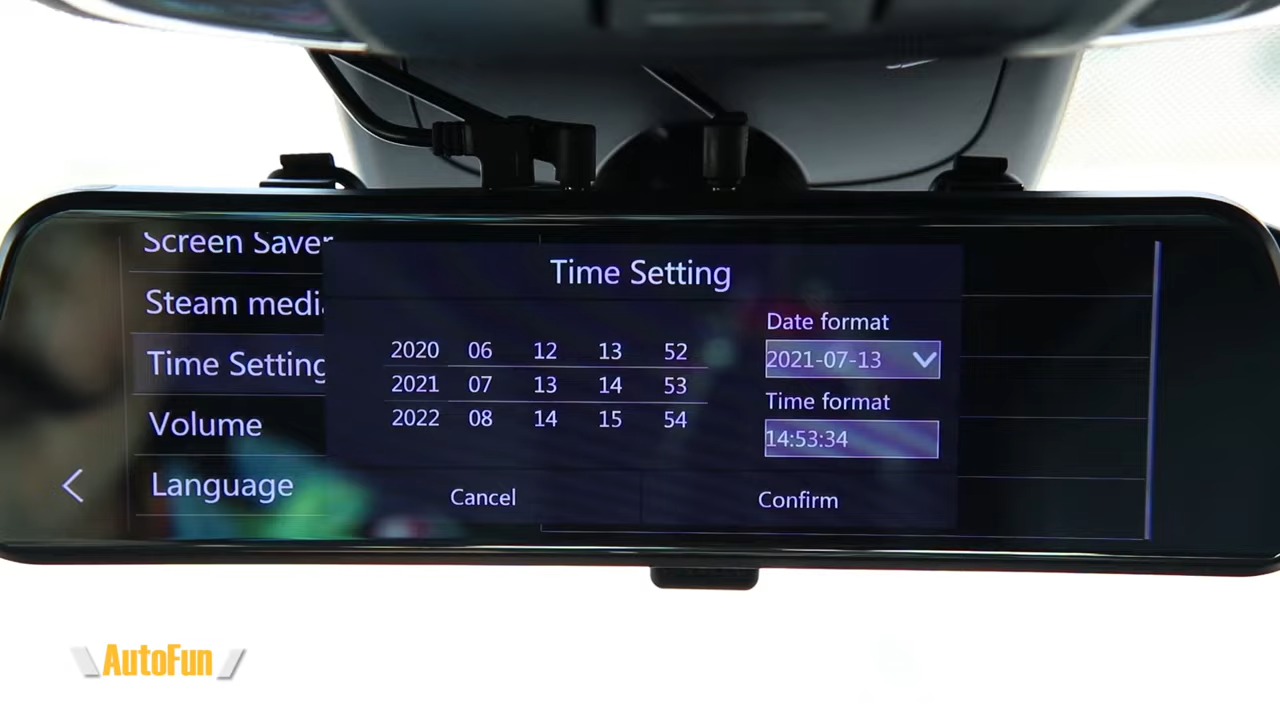 Screen Saver
Steam medi
Time Setting
Volume
Language
Time Setting
2020 06 12 13 52
2021 07 13 14 53
2022 08 14 15 54
Date format
2021-07-13
Time format
14:53:34
Cancel
Confirm
AutoFun